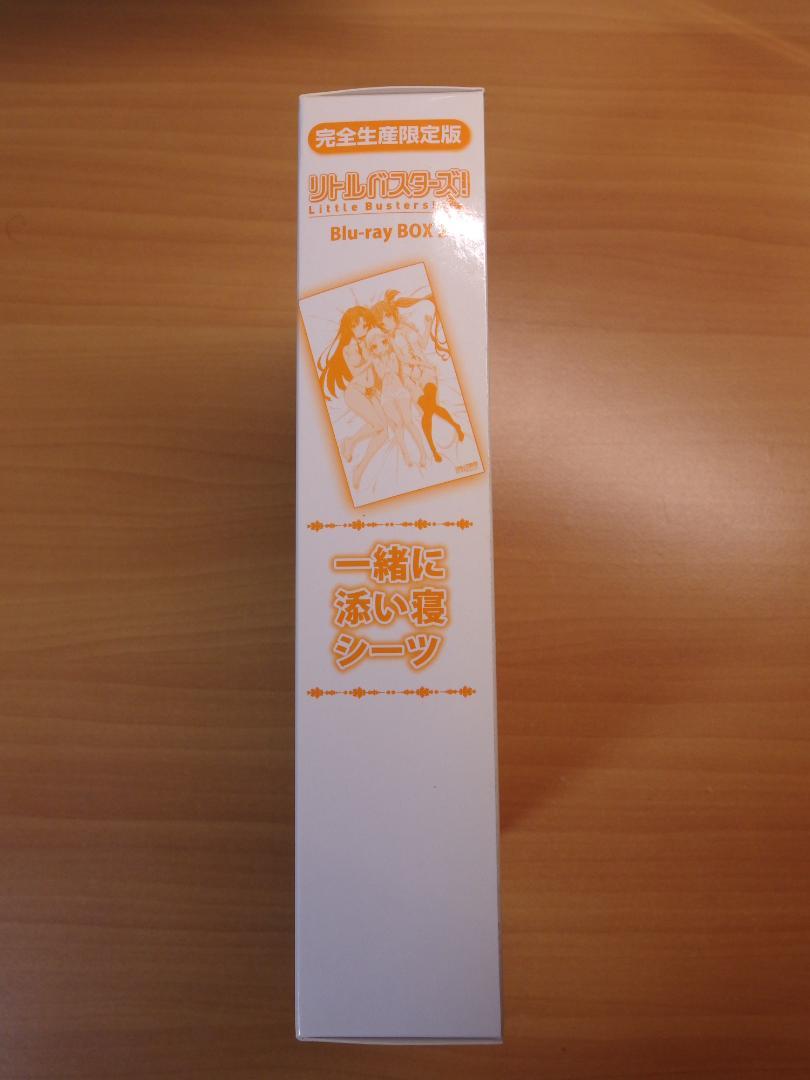 完全生産限定版
リトルバスターズ!
Little Busters!
Blu-ray BOX
一緒に
添い寝
シーツ